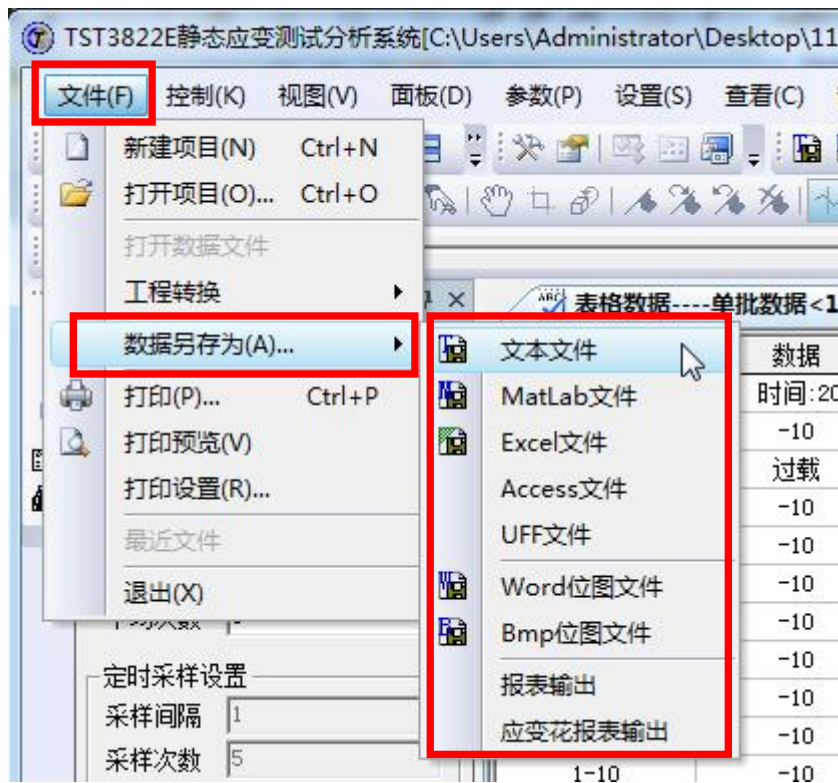 TST3822E静态应变测试分析系统[C:\Users\Administrator\Desktop\11
文件(F) 控制(K) 视图(V) 面板(D) 参数(P) 设置(S) 查看(C)
新建项目(N) Ctrl+N
打开项目(O)... Ctrl+O
打开数据文件
工程转换
数据另存为(A)...
打印(P)... Ctrl+P
打印预览(V)
打印设置(R)...
最近文件
退出(X)
表格数据----单批数据<1
文本文件
MatLab文件
Excel文件
Access文件
UFF文件
Word位图文件
Bmp位图文件
报表输出
应变花报表输出
数据
时间:20
-10
过载
-10
-10
-10
-10
-10
-10
-10
1-10 -10
定时采样设置
采样间隔 1
采样次数 5